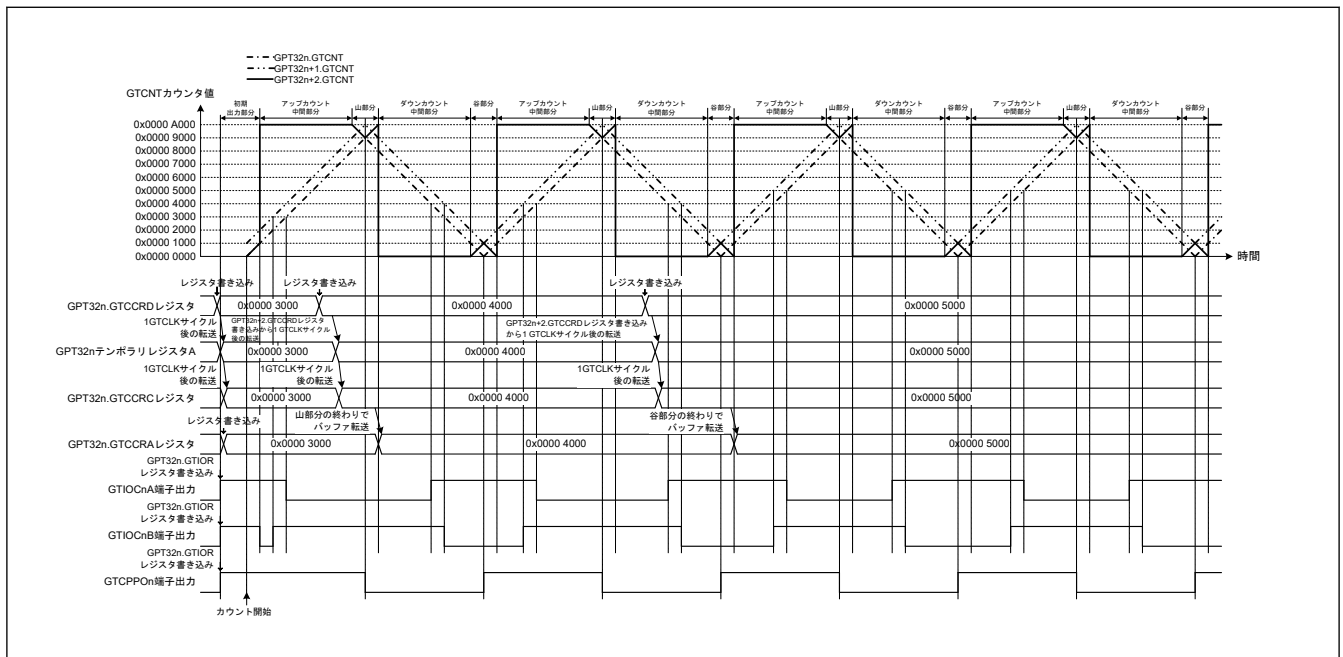 GPT32n.GTCNT
GPT32n+1.GTCNT
GPT32n+2.GTCNT
GTCNTカウンタ値
初期
出力部分
アップカウント
中間部分
山部分
ダウンカウント
中間部分
谷部分
アップカウント
中間部分
山部分
ダウンカウント
中間部分
谷部分
アップカウント
中間部分
山部分
ダウンカウント
中間部分
谷部分
アップカウント
中間部分
山部分
ダウンカウント
中間部分
谷部分
0x0000 A000
0x0000 9000
0x0000 8000
0x0000 7000
0x0000 6000
0x0000 5000
0x0000 4000
0x0000 3000
0x0000 2000
0x0000 1000
0x0000 0000
時間
レジスタ書き込み
レジスタ書き込み
レジスタ書き込み
GPT32n.GTCCRDレジスタ
0x0000 3000
0x0000 4000
0x0000 5000
1GTCLKサイクル
後の転送
GPT32n+2.GTCCRDレジスタ
書き込みから1 GTCLKサイクル
後の転送
GPT32n+2.GTCCRDレジスタ書き込み
から1 GTCLKサイクル後の転送
GPT32nテンポラリレジスタA
0x0000 3000
0x0000 4000
0x0000 5000
1GTCLKサイクル
後の転送
1GTCLKサイクル
後の転送
1GTCLKサイクル
後の転送
GPT32n.GTCCRCレジスタ
0x0000 3000
0x0000 4000
0x0000 5000
レジスタ書き込み
山部分の終わりで
バッファ転送
谷部分の終わりで
バッファ転送
GPT32n.GTCCRAレジスタ
0x0000 3000
0x0000 4000
0x0000 5000
GPT32n.GTIOR
レジスタ書き込み
GTIOCnA端子出力
GPT32n.GTIOR
レジスタ書き込み
GTIOCnB端子出力
GPT32n.GTIOR
レジスタ書き込み
GTCPPOn端子出力
カウント開始